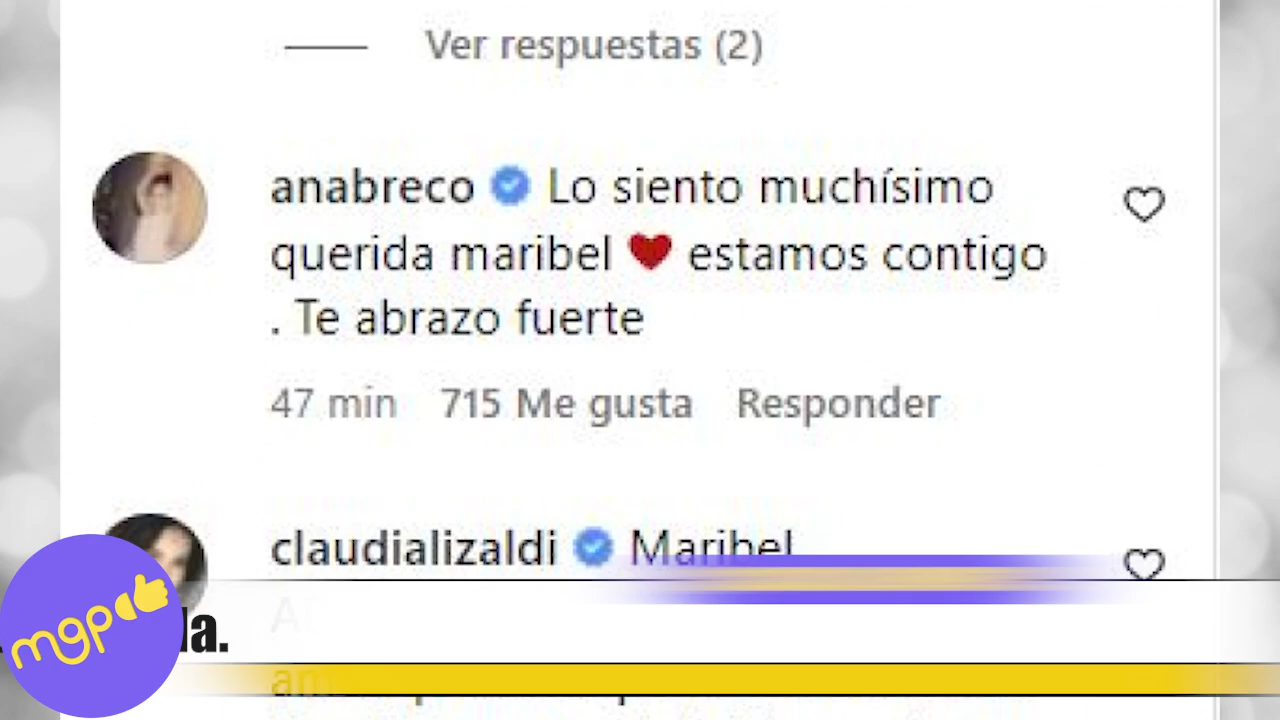 Ver respuestas (2)
anabreco Lo siento muchísimo
querida maribel ❤ estamos contigo
. Te abrazo fuerte
47 min 715 Me gusta Responder
claudializaldi Maribel
mgp
la.